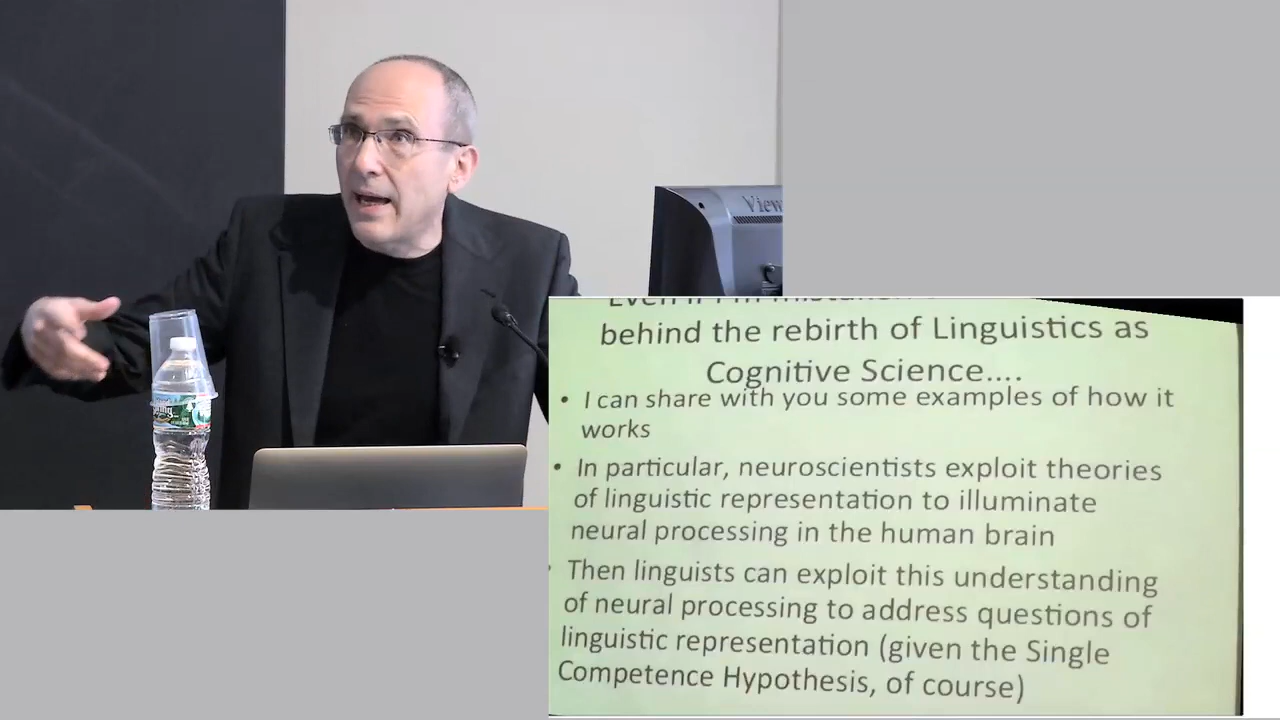 View
behind the rebirth of Linguistics as
Cognitive Science....
• I can share with you some examples of how it
works
• In particular, neuroscientists exploit theories
of linguistic representation to illuminate
neural processing in the human brain
• Then linguists can exploit this understanding
of neural processing to address questions of
linguistic representation (given the Single
Competence Hypothesis, of course)